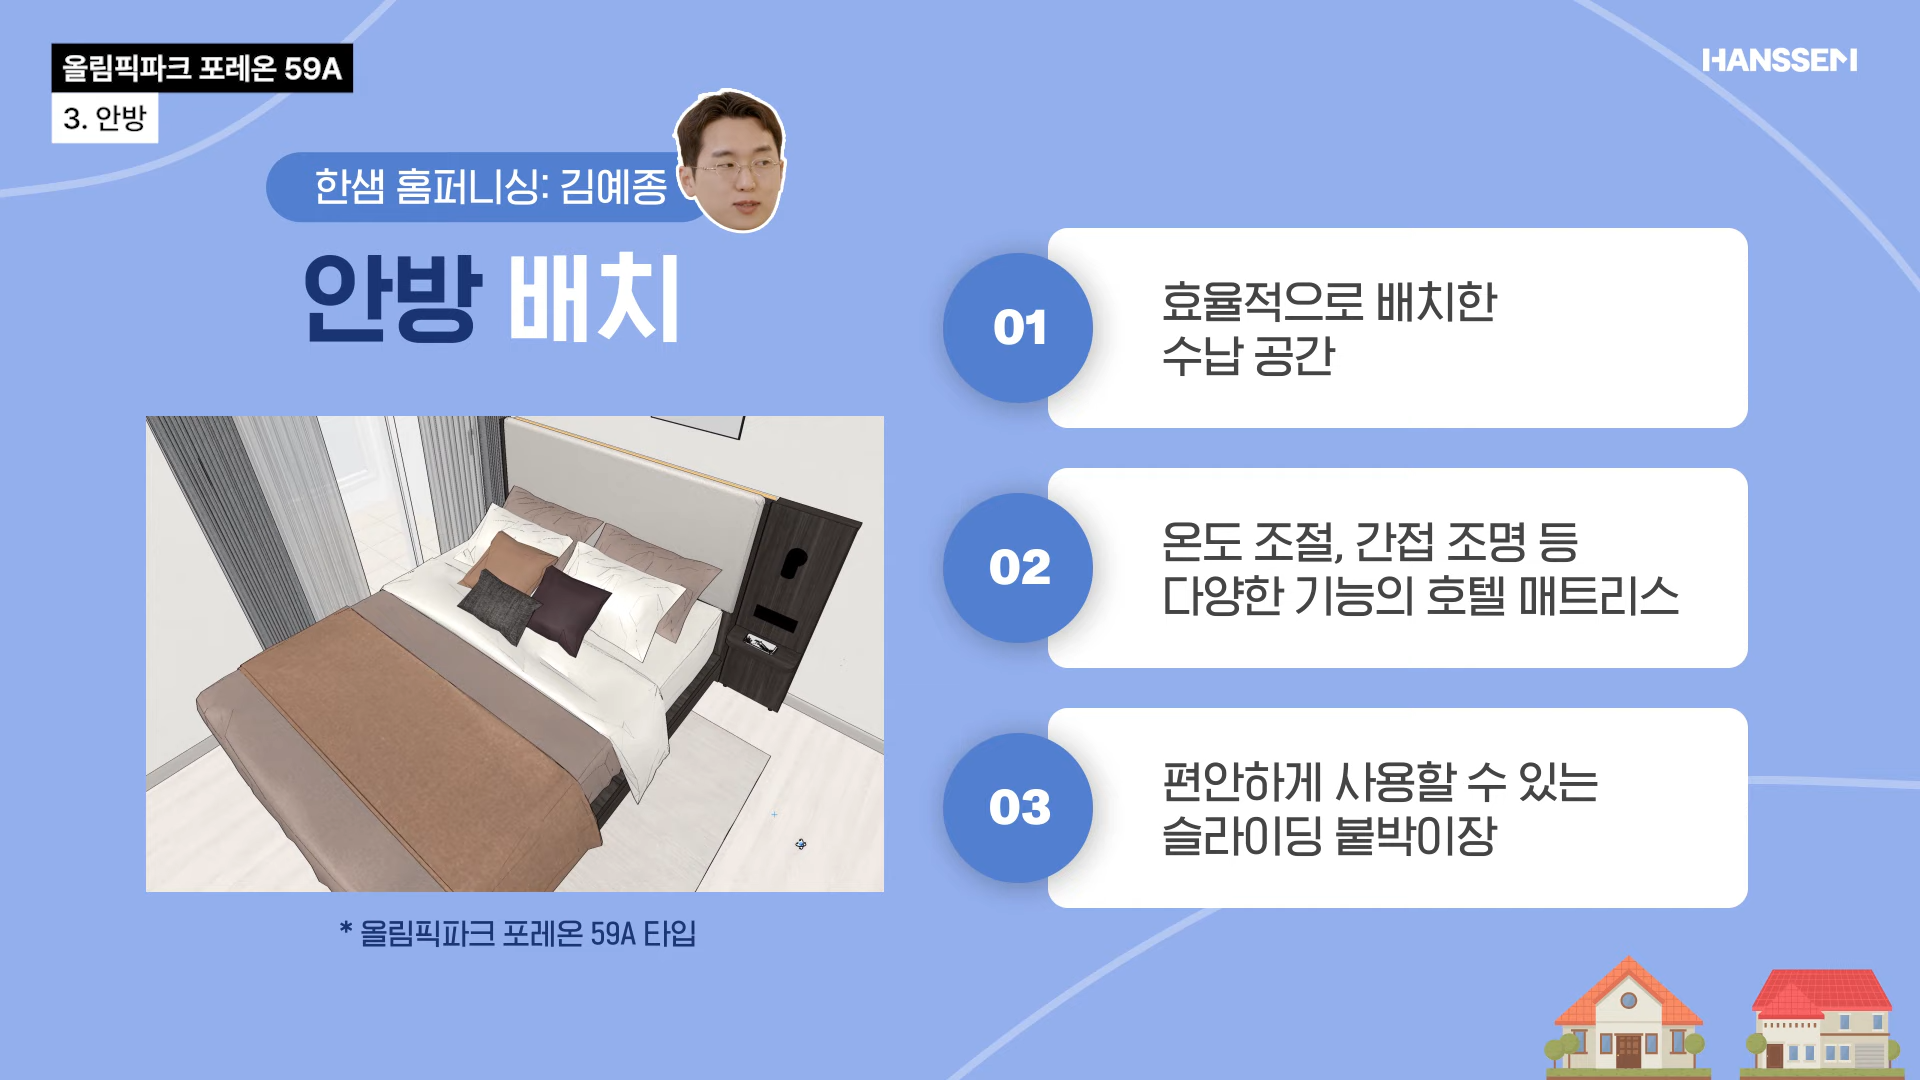 올림픽파크 포레온 59A
3. 안방
HANSSEM
한샘 홈퍼니싱: 김예종
안방 배치
* 올림픽파크 포레온 59A 타입
01
효율적으로 배치한
수납 공간
02
온도 조절, 간접 조명 등
다양한 기능의 호텔 매트리스
03
편안하게 사용할 수 있는
슬라이딩 붙박이장